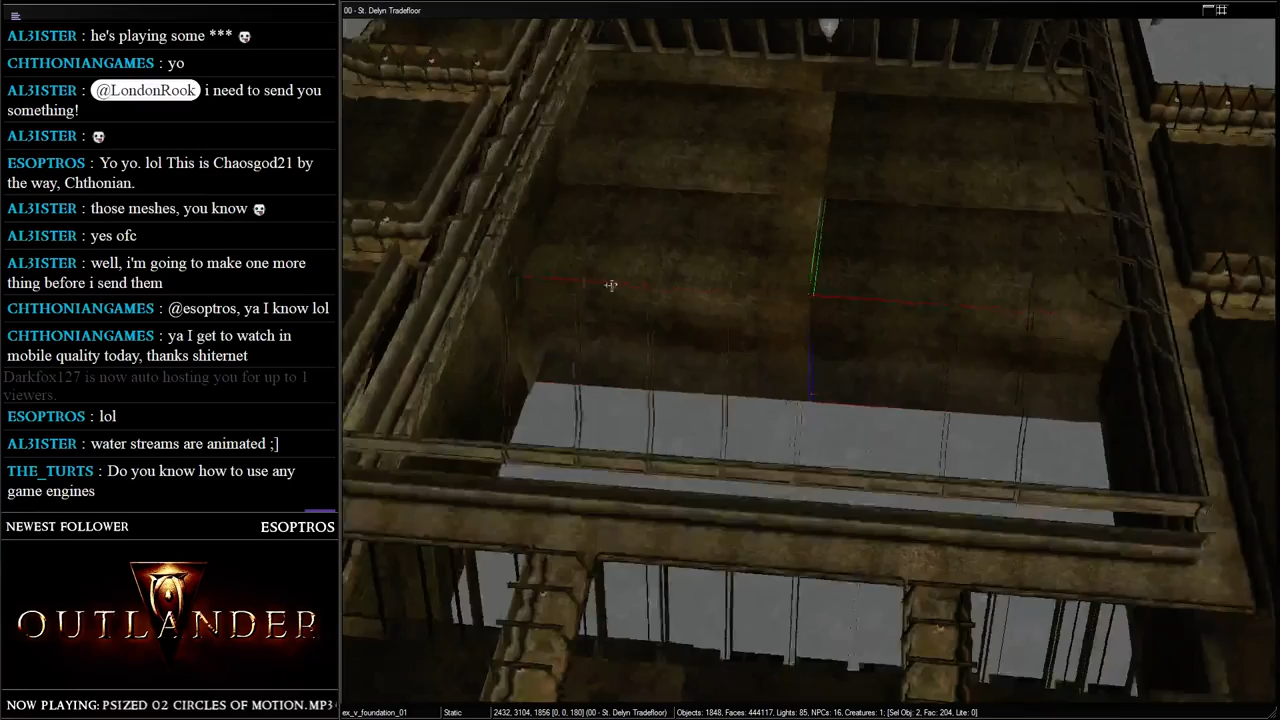 00 - St. Delyn Tradefloor
AL3ISTER : he's playing some ***
CHTHONIANGAMES : yo
AL3ISTER : @LondonRook i need to send you
something!
AL3ISTER :
ESOPTROS : Yo yo. lol This is Chaosgod21 by
the way, Chthonian.
AL3ISTER : those meshes, you know
AL3ISTER : yes ofc
AL3ISTER : well, i'm going to make one more
thing before i send them
CHTHONIANGAMES : @esoptros, ya I know lol
CHTHONIANGAMES : ya I get to watch in
mobile quality today, thanks shiternet
Darkfox127 is now auto hosting you for up to 1
viewers.
ESOPTROS : lol
AL3ISTER : water streams are animated ;]
THE_TURTS : Do you know how to use any
game engines
NEWEST FOLLOWER ESOPTROS
OUTLANDER
NOW PLAYING: PSIZED 02 CIRCLES OF MOTION.MP3
ex_v_foundation_01 Static 2432, 3104, 1856 [0, 0, 180] (00 - St. Delyn Tradefloor) Objects: 1848, Faces: 444117, Lights: 85, NPCs: 16, Creatures: 1; [Sel Obj: 2, Fac: 204, Lite: 0]